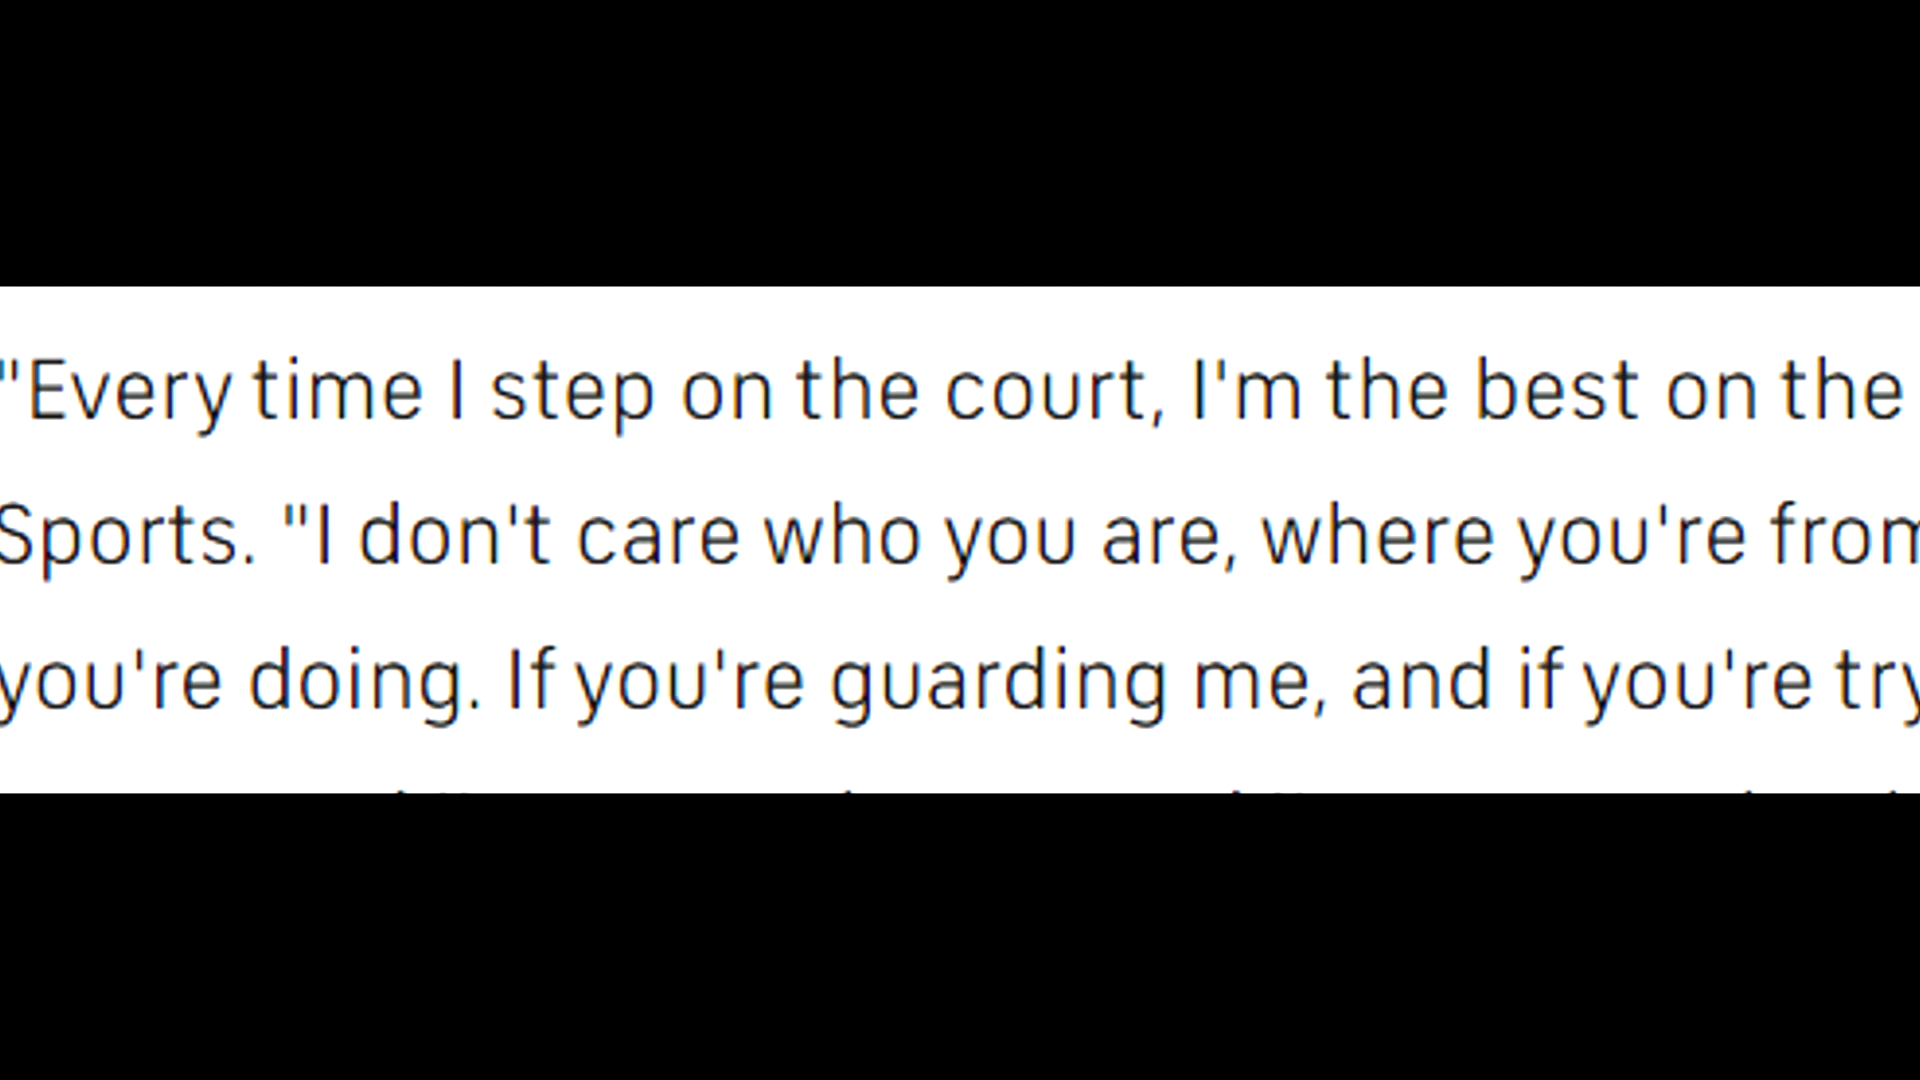 "Every time I step on the court, I'm the best on the
Sports. "I don't care who you are, where you're from
you're doing. If you're guarding me, and if you're try